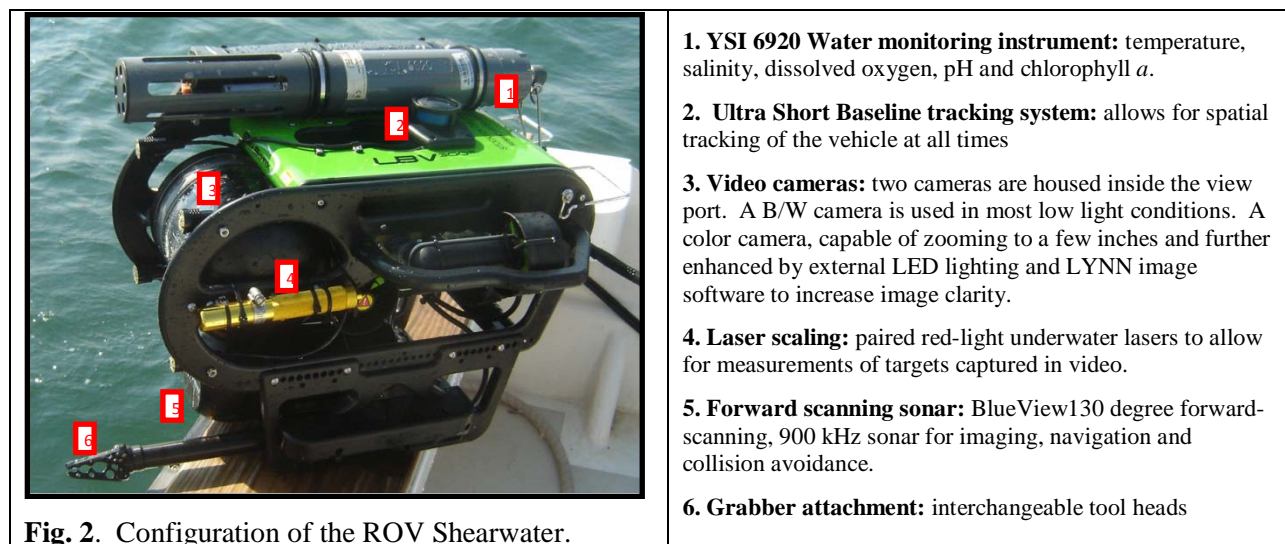 1
2
3
4
5
6
LBV
Fig. 2. Configuration of the ROV Shearwater.
1. YSI 6920 Water monitoring instrument: temperature,
salinity, dissolved oxygen, pH and chlorophyll a.
2. Ultra Short Baseline tracking system: allows for spatial
tracking of the vehicle at all times
3. Video cameras: two cameras are housed inside the view
port. A B/W camera is used in most low light conditions. A
color camera, capable of zooming to a few inches and further
enhanced by external LED lighting and LYNN image
software to increase image clarity.
4. Laser scaling: paired red-light underwater lasers to allow
for measurements of targets captured in video.
5. Forward scanning sonar: BlueView130 degree forward-
scanning, 900 kHz sonar for imaging, navigation and
collision avoidance.
6. Grabber attachment: interchangeable tool heads